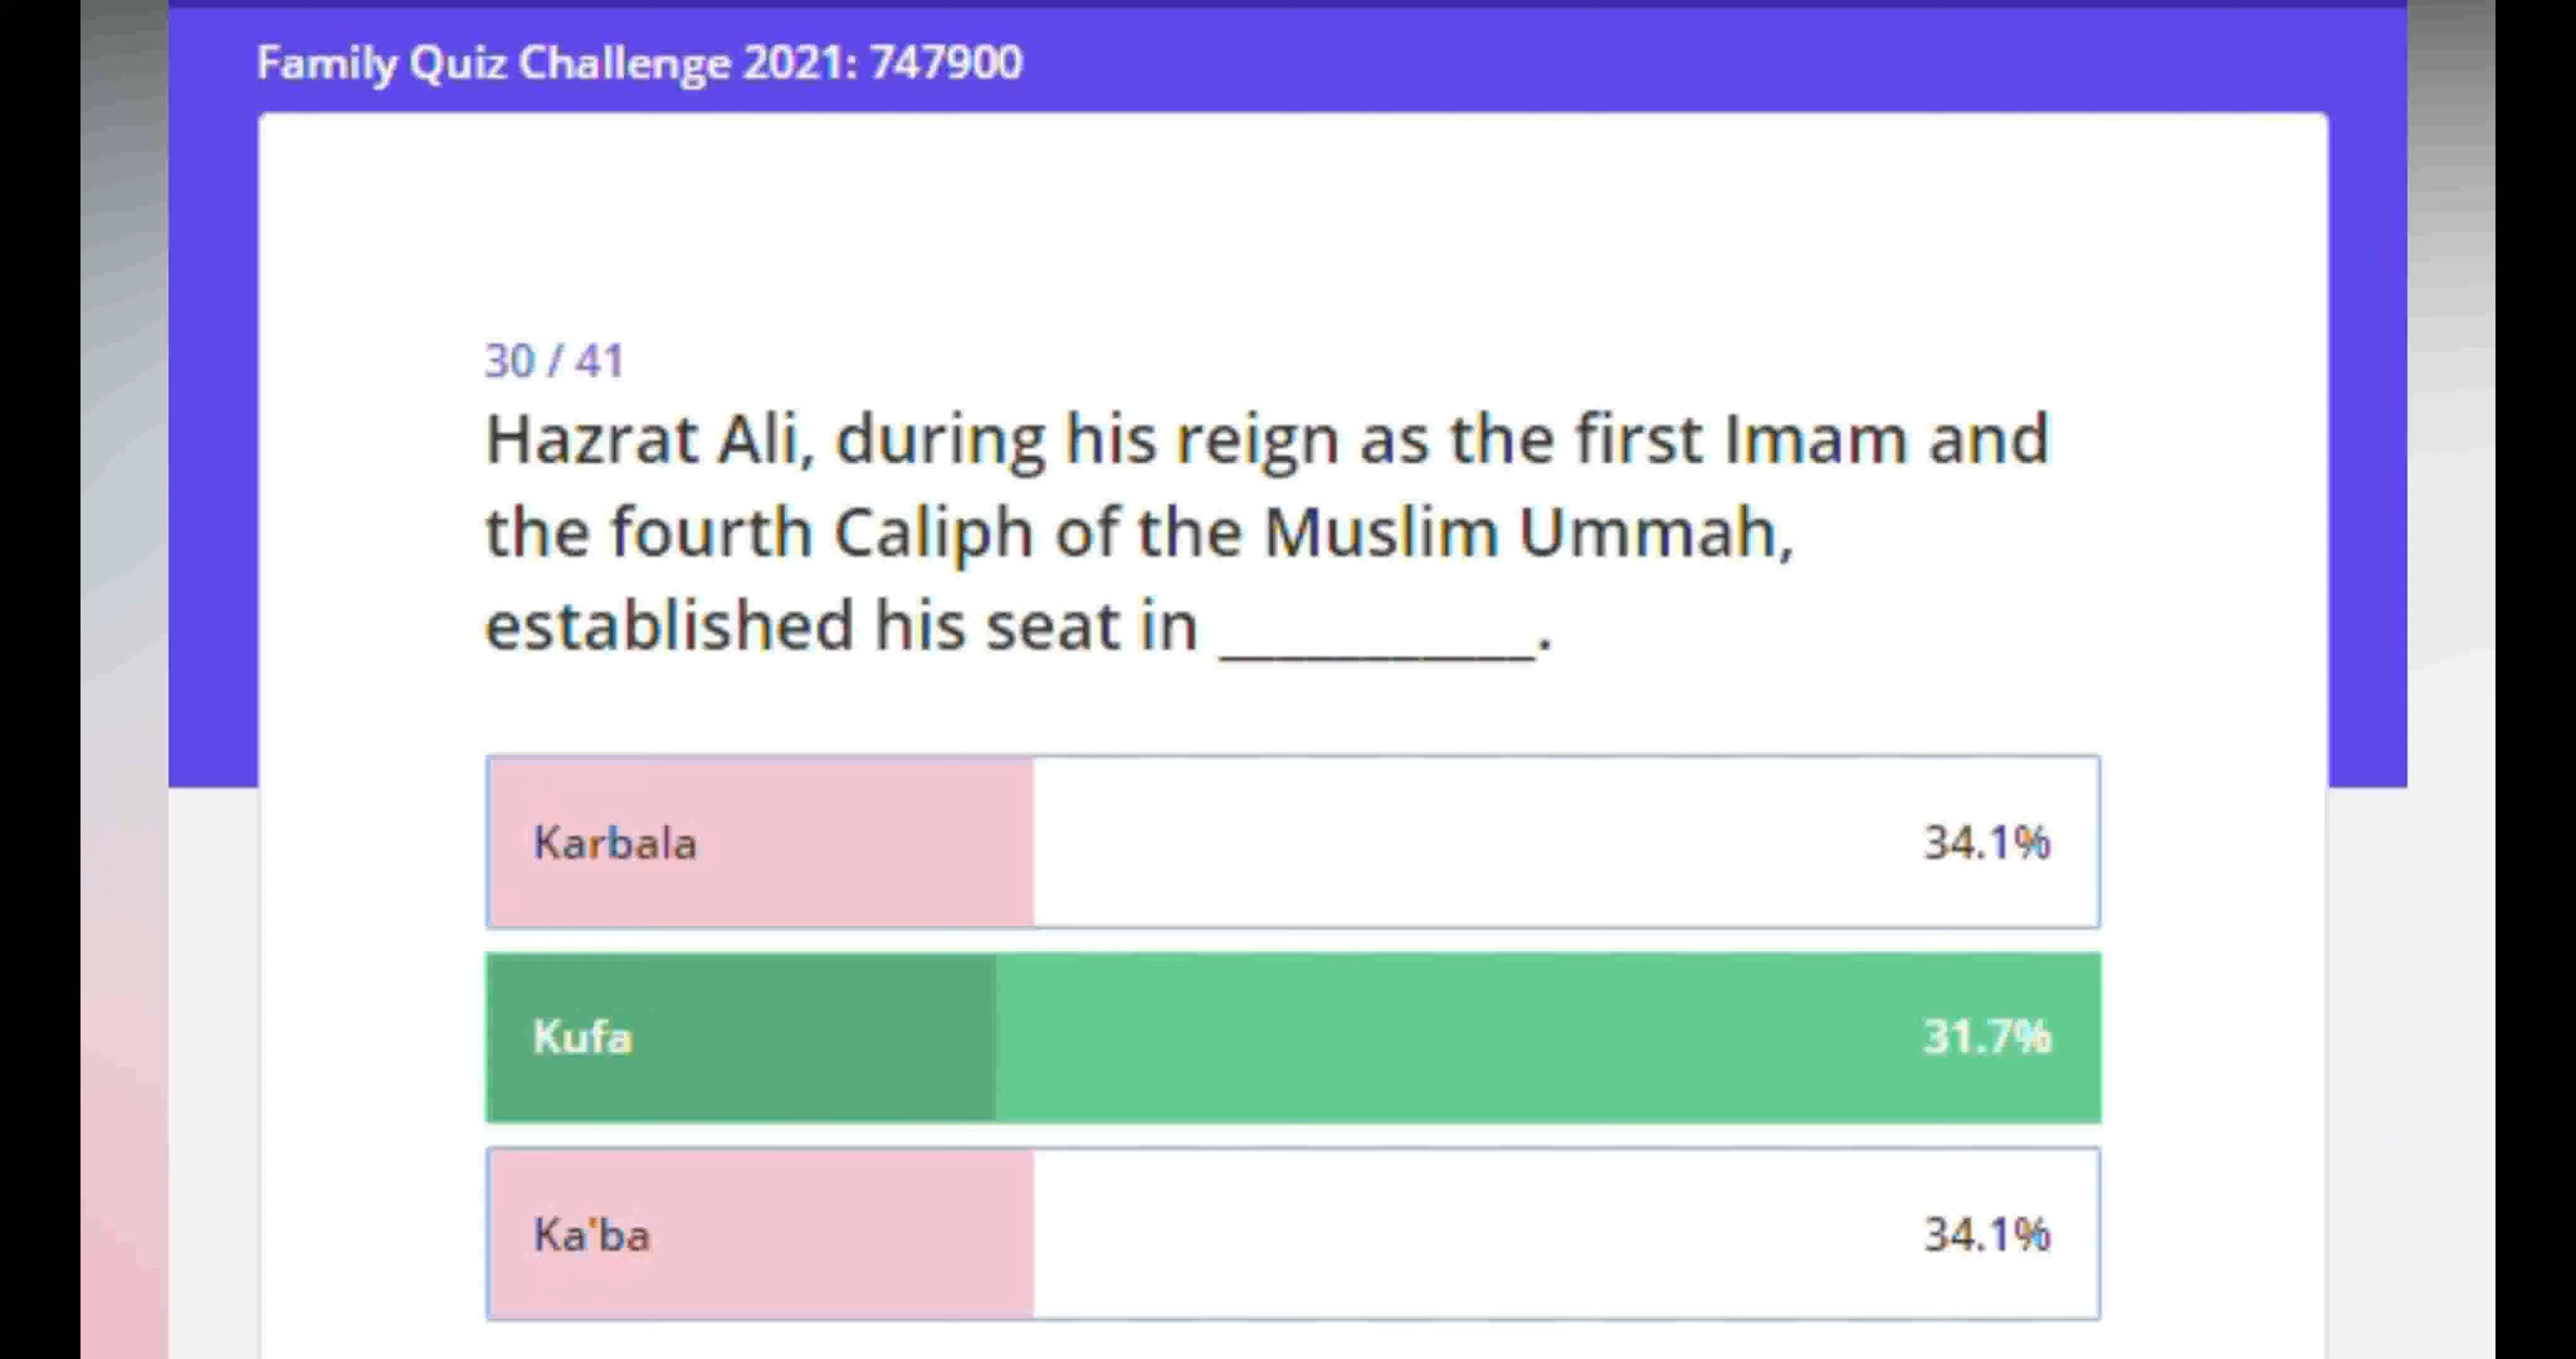 Family Quiz Challenge 2021: 747900
30 / 41
Hazrat Ali, during his reign as the first Imam and
the fourth Caliph of the Muslim Ummah,
established his seat in __________.
Karbala 34.1%
Kufa 31.7%
Ka'ba 34.1%